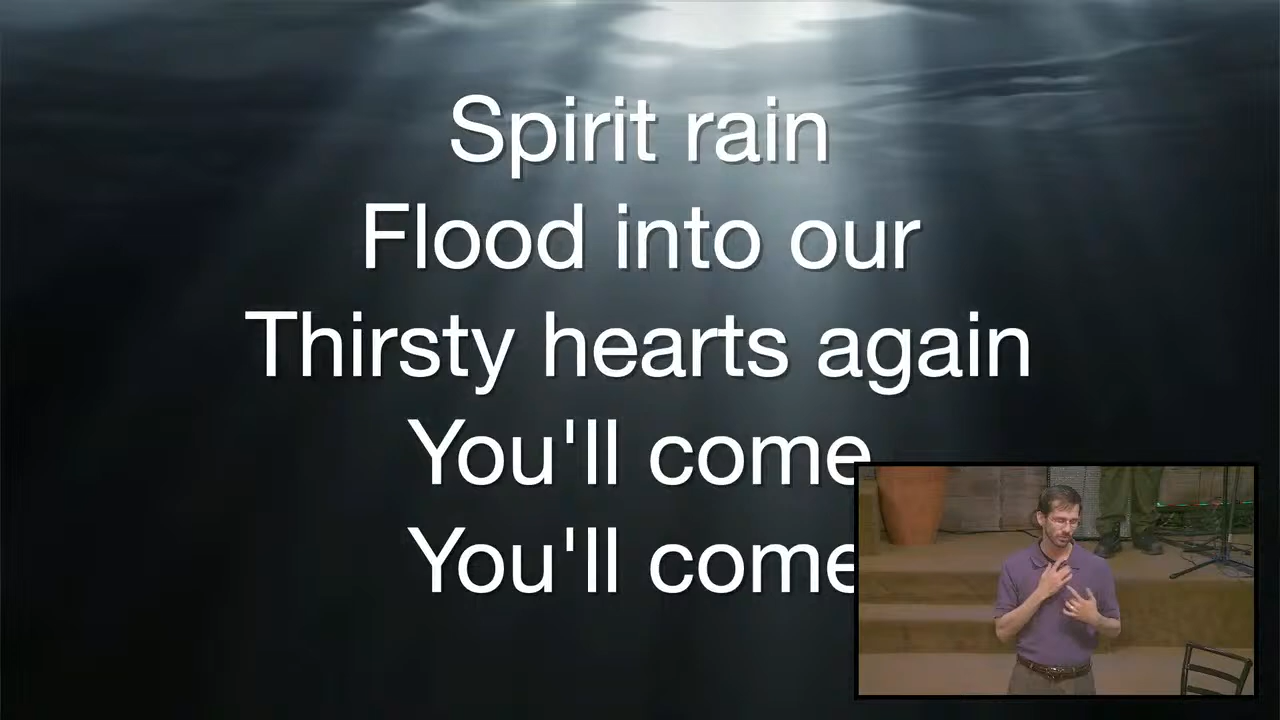 Spirit rain
Flood into our
Thirsty hearts again
You'll come
You'll come